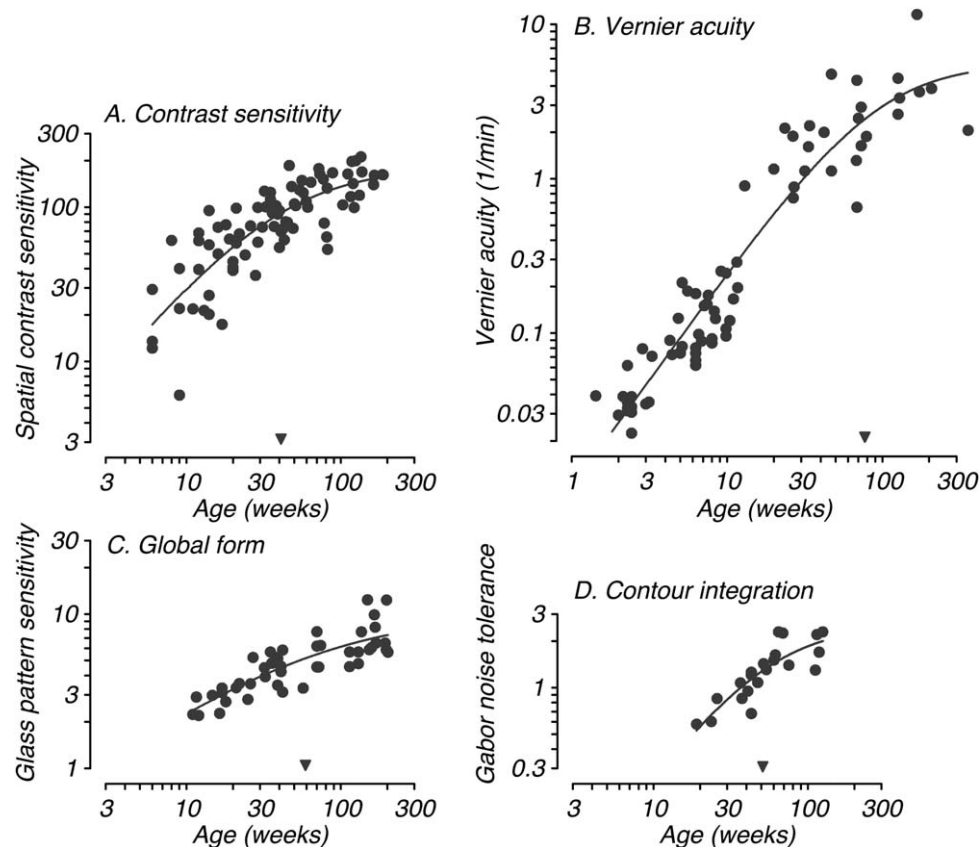 A. Contrast sensitivity
300
100
30
10
3
Spatial contrast sensitivity
3 10 30 100 300
Age (weeks)
B. Vernier acuity
10
3
1
0.3
0.1
0.03
Vernier acuity (1/min)
1 3 10 30 100 300
Age (weeks)
C. Global form
30
10
3
1
Glass pattern sensitivity
3 10 30 100 300
Age (weeks)
D. Contour integration
3
1
0.3
Gabor noise tolerance
3 10 30 100 300
Age (weeks)